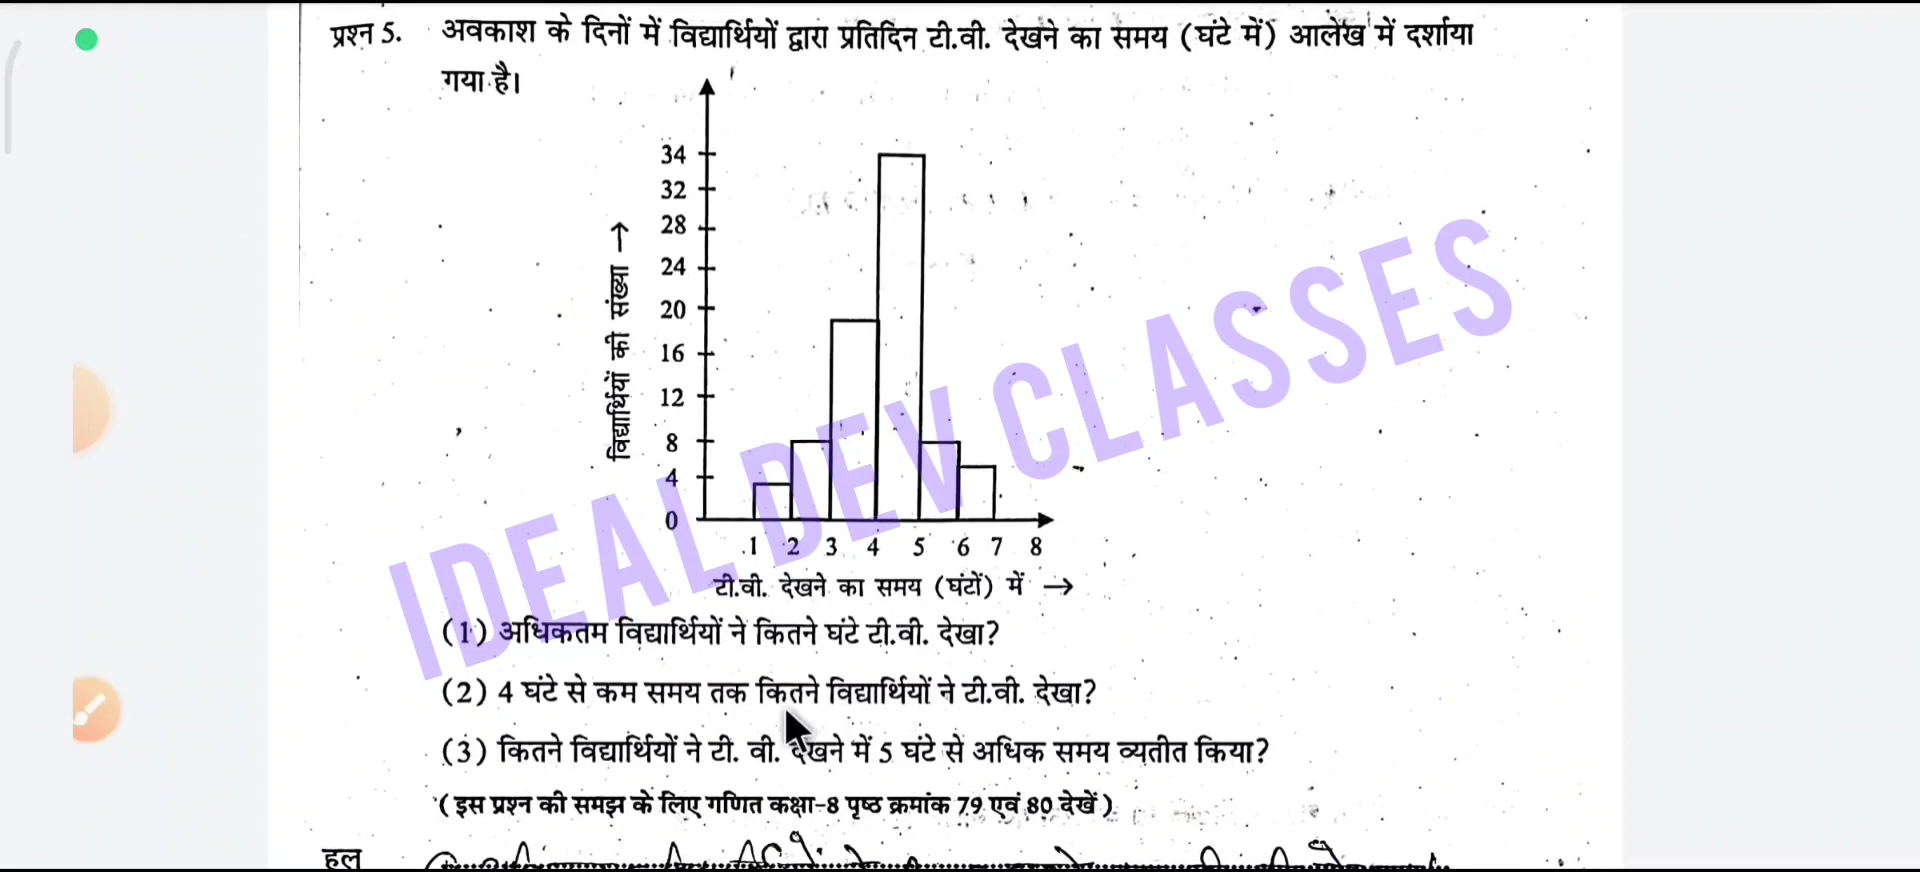 प्रश्न 5. अवकाश के दिनों में विद्यार्थियों द्वारा प्रतिदिन टी.वी. देखने का समय (घंटे में) आलेख में दर्शाया
गया है।
विद्यार्थियों की संख्या →
34
32
28
24
20
16
12
8
4
0
1 2 3 4 5 6 7 8
टी.वी. देखने का समय (घंटों) में →
IDEAL DEV CLASSES
(1) अधिकतम विद्यार्थियों ने कितने घंटे टी.वी. देखा?
(2) 4 घंटे से कम समय तक कितने विद्यार्थियों ने टी.वी. देखा?
(3) कितने विद्यार्थियों ने टी. वी. देखने में 5 घंटे से अधिक समय व्यतीत किया?
(इस प्रश्न की समझ के लिए गणित कक्षा-8 पृष्ठ क्रमांक 79 एवं 80 देखें)
हल